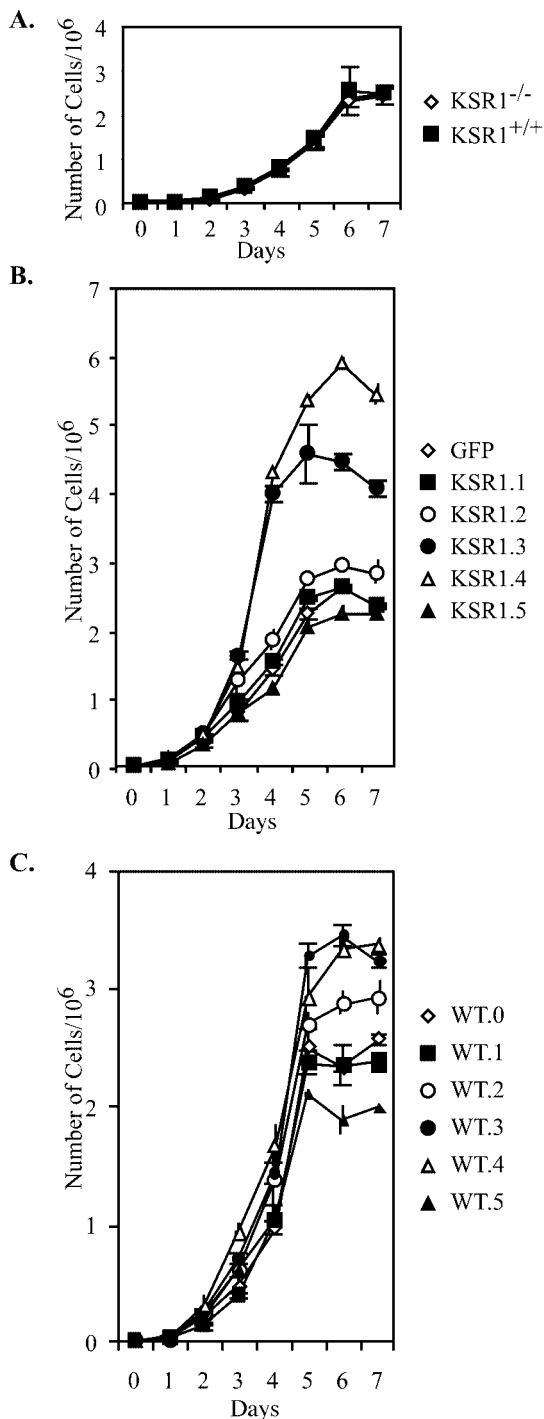 A.
Number of Cells/10^6
4
3
2
1
0
0 1 2 3 4 5 6 7
Days
KSR1^-/-
KSR1^+/+
B.
Number of Cells/10^6
7
6
5
4
3
2
1
0
0 1 2 3 4 5 6 7
Days
GFP
KSR1.1
KSR1.2
KSR1.3
KSR1.4
KSR1.5
C.
Number of Cells/10^6
4
3
2
1
0
0 1 2 3 4 5 6 7
Days
WT.0
WT.1
WT.2
WT.3
WT.4
WT.5